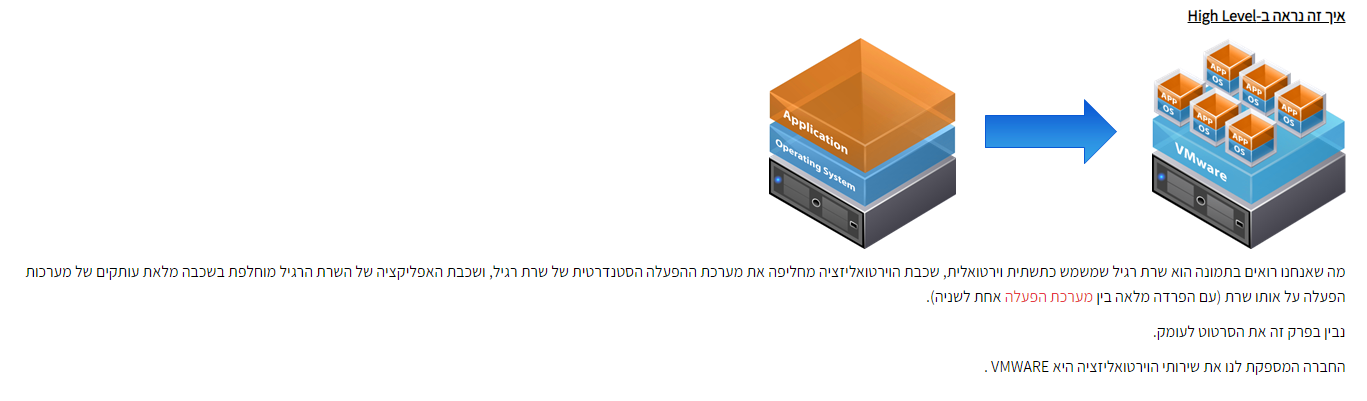 איך זה נראה ב-High Level
Application
Operating System
APP
OS
APP
OS
APP
OS
APP
OS
APP
OS
APP
OS
VMware
מה שאנחנו רואים בתמונה הוא שרת רגיל שמשמש כתשתית וירטואלית, שכבת הוירטואליזציה מחליפה את מערכת ההפעלה הסטנדרטית של שרת רגיל, ושכבת האפליקציה של השרת הרגיל מוחלפת בשכבה מלאת עותקים של מערכות
הפעלה על אותו שרת (עם הפרדה מלאה בין מערכת הפעלה אחת לשניה).
נבין בפרק זה את הסרטוט לעומק.
החברה המספקת לנו את שירותי הוירטואליזציה היא VMWARE .